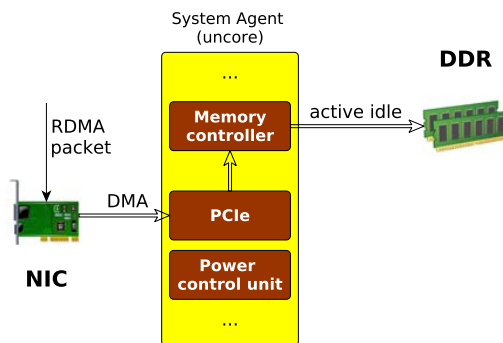 System Agent
(uncore)
...
DDR
Memory
controller
active idle
RDMA
packet
DMA
PCIe
NIC
Power
control unit
...